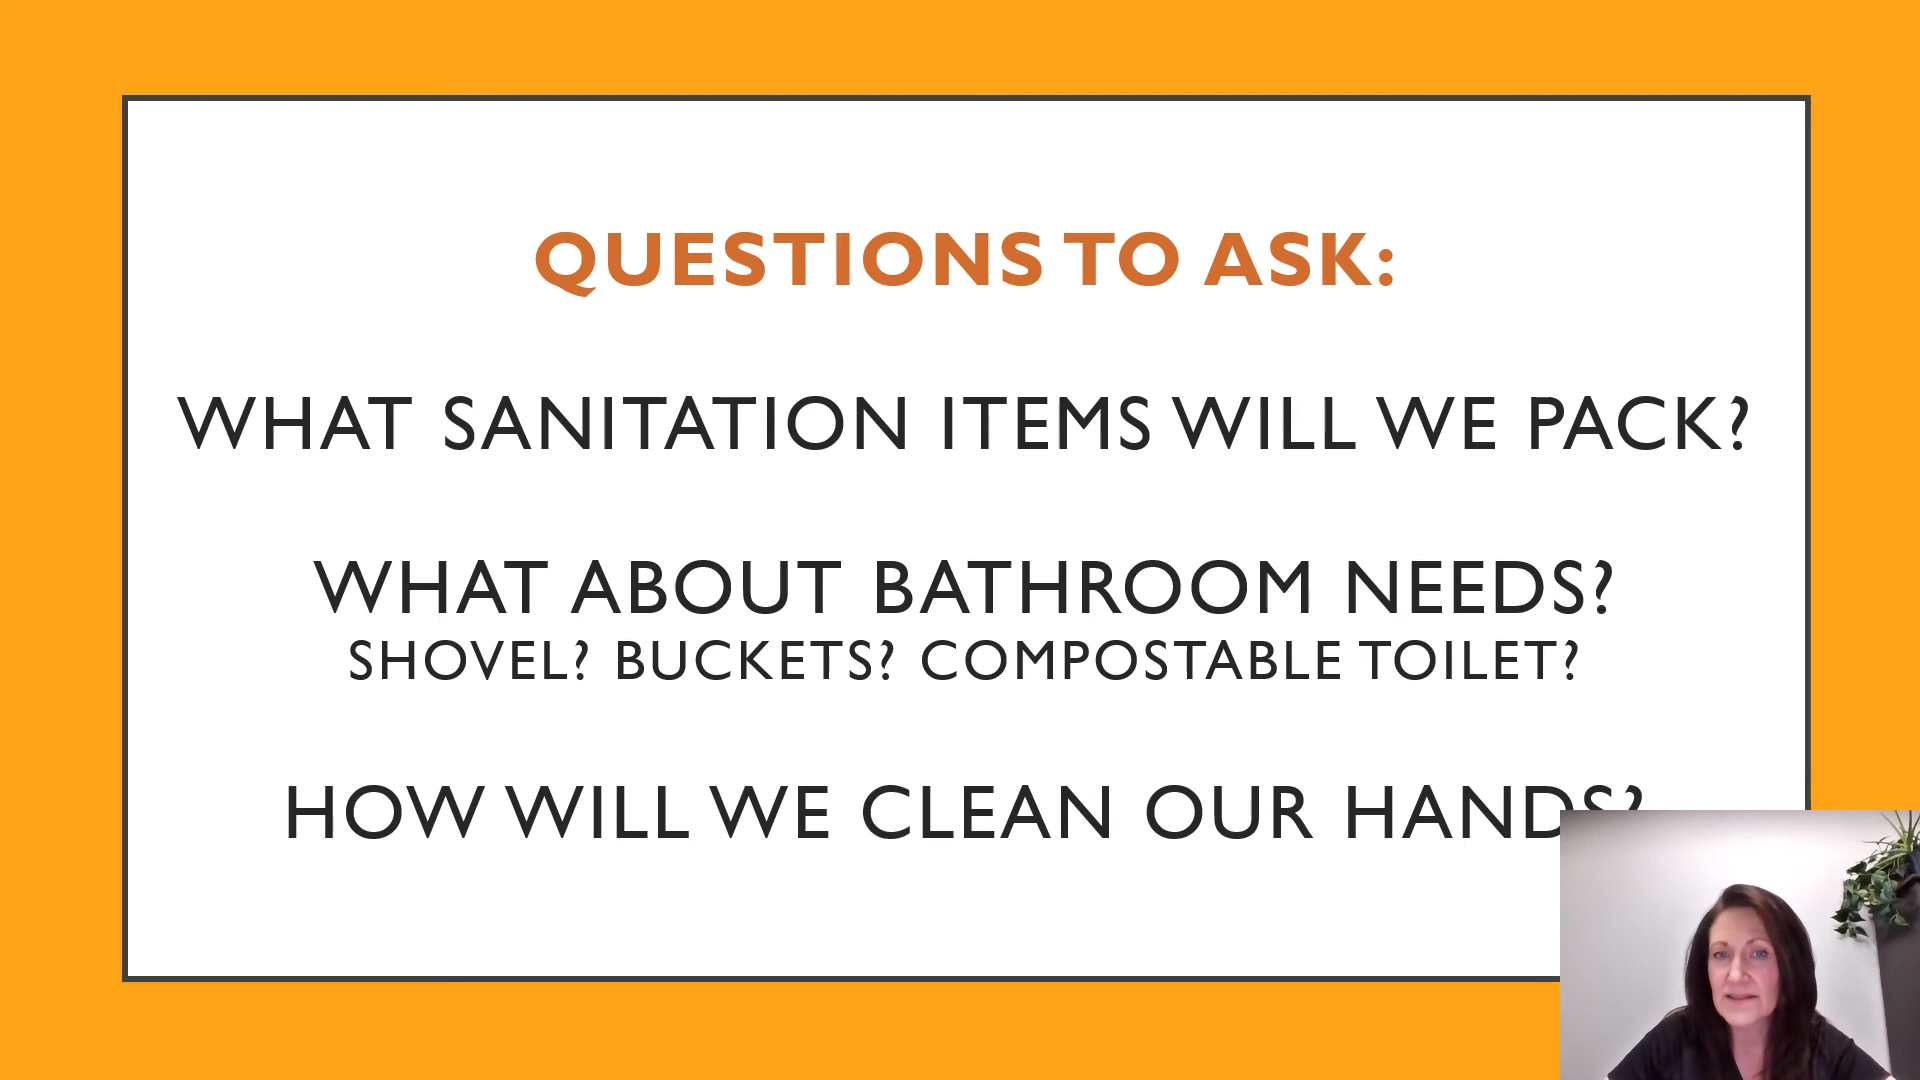 QUESTIONS TO ASK:
WHAT SANITATION ITEMS WILL WE PACK?
WHAT ABOUT BATHROOM NEEDS?
SHOVEL? BUCKETS? COMPOSTABLE TOILET?
HOW WILL WE CLEAN OUR HANDS?